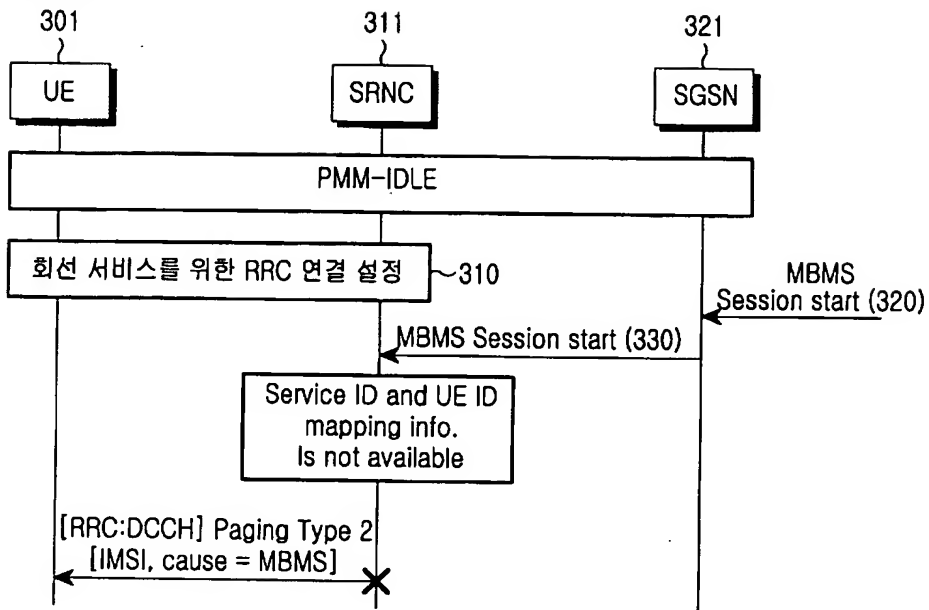 301
311
321
UE
SRNC
SGSN
PMM-IDLE
회선 서비스를 위한 RRC 연결 설정
310
MBMS
Session start (320)
MBMS Session start (330)
Service ID and UE ID
mapping info.
Is not available
[RRC:DCCH] Paging Type 2
[IMSI, cause = MBMS]